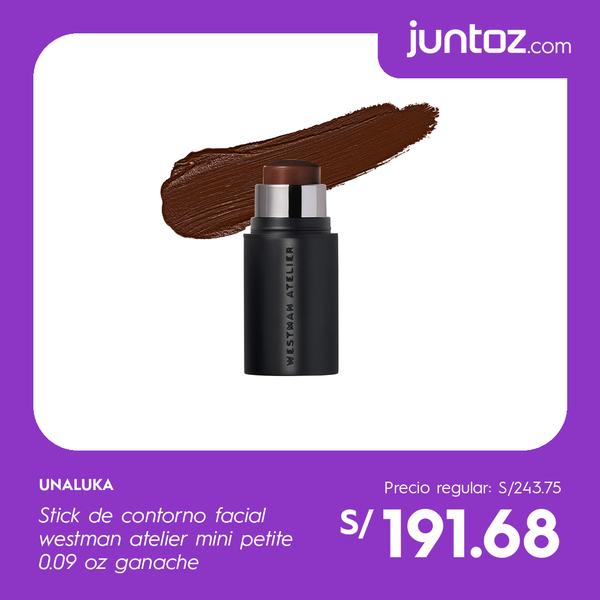 juntoz.com
WESTMAN ATELIER
UNALUKA
Stick de contorno facial
westman atelier mini petite
0.09 oz ganache
Precio regular: S/243.75
S/191.68